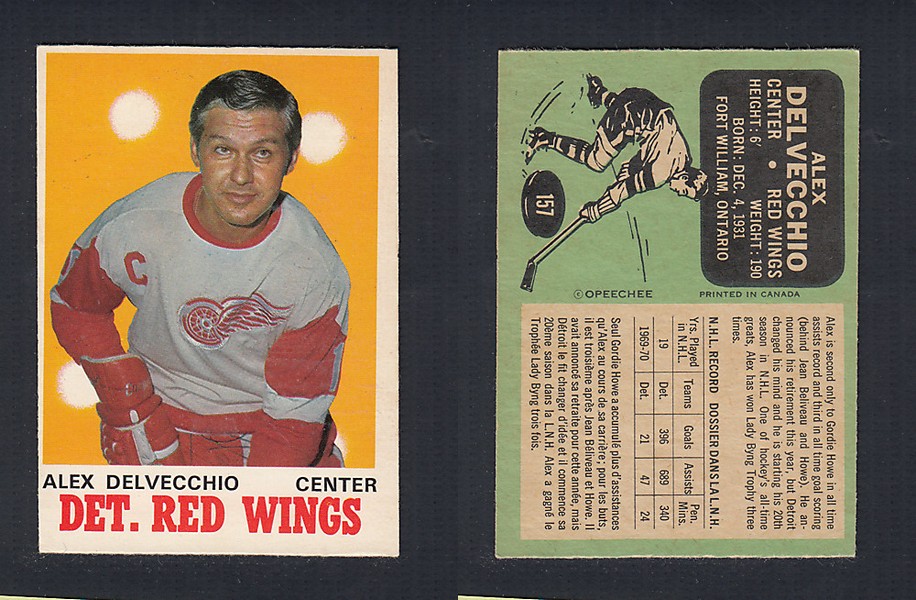 C
ALEX DELVECCHIO CENTER
DET. RED WINGS
ALEX
DELVECCHIO
CENTER • RED WINGS
HEIGHT: 6' WEIGHT: 190
BORN: DEC. 4, 1931
FORT WILLIAM, ONTARIO
157
© OPEECHEE PRINTED IN CANADA
Alex is second only to Gordie Howe in all time
assists record and third in all time goal scoring
(behind Jean Beliveau and Howe). He an-
nounced his retirement this year, but Detroit
changed his mind and he is starting his 20th
season in N.H.L. One of hockey's all-time
greats, Alex has won Lady Byng Trophy three
times.
N.H.L. RECORD DOSSIER DANS LA L.N.H.
Yrs. Played Teams Goals Assists Pen.
in N.H.L. Mins.
19 Det. 396 689 340
1969-70 Det. 21 47 24
Seul Gordie Howe a accumulé plus d'assistances
qu'Alex au cours de sa carrière; pour les buts,
il est troisième après Jean Béliveau et Howe. Il
avait annoncé sa retraite pour cette année, mais
Détroit le fit changer d'idée et il commence sa
20ème saison dans la L.N.H. Alex a gagné le
Trophée Lady Byng trois fois.